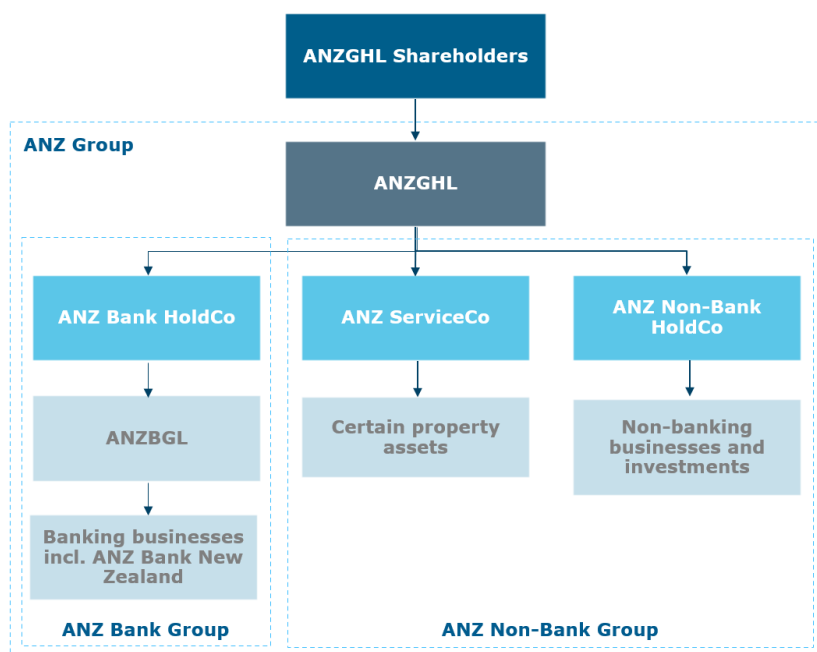 ANZGHL Shareholders
ANZ Group
ANZGHL
ANZ Bank HoldCo
ANZ ServiceCo
ANZ Non-Bank
HoldCo
ANZBGL
Certain property
assets
Non-banking
businesses and
investments
Banking businesses
incl. ANZ Bank New
Zealand
ANZ Bank Group
ANZ Non-Bank Group